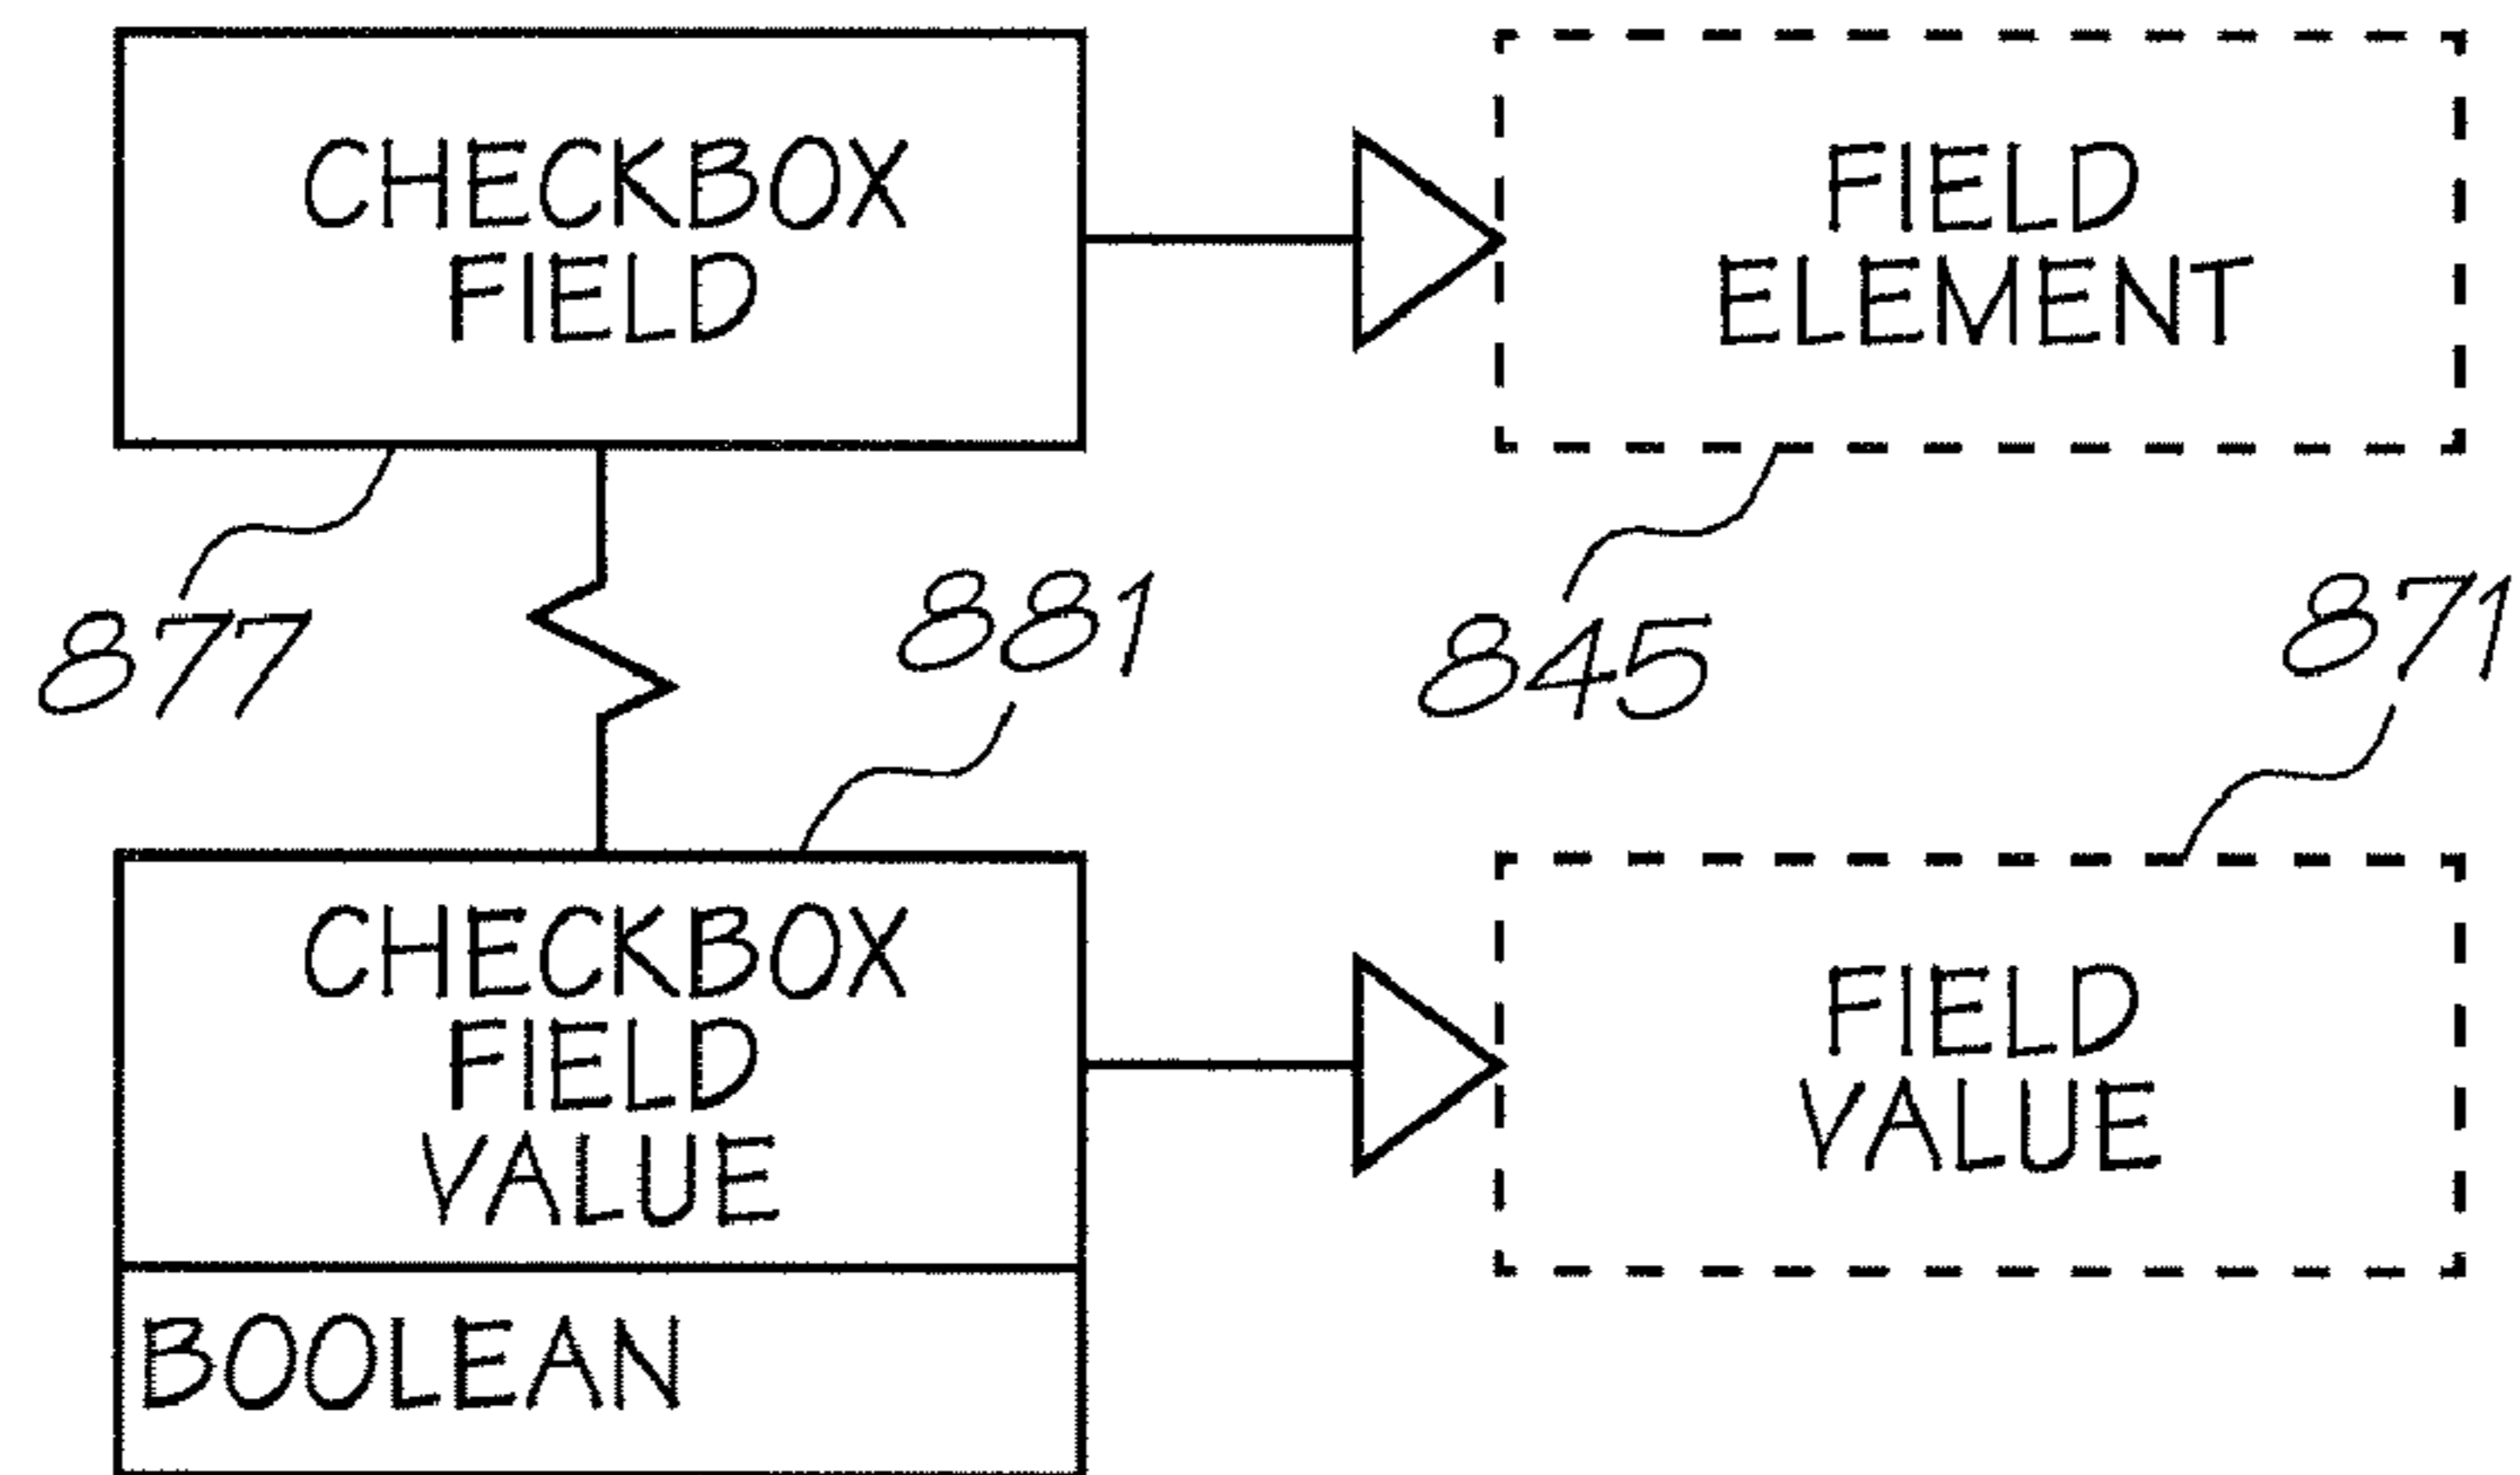 CHECKBOX
FIELD
FIELD
ELEMENT
877
881
845
871
CHECKBOX
FIELD
VALUE
BOOLEAN
FIELD
VALUE